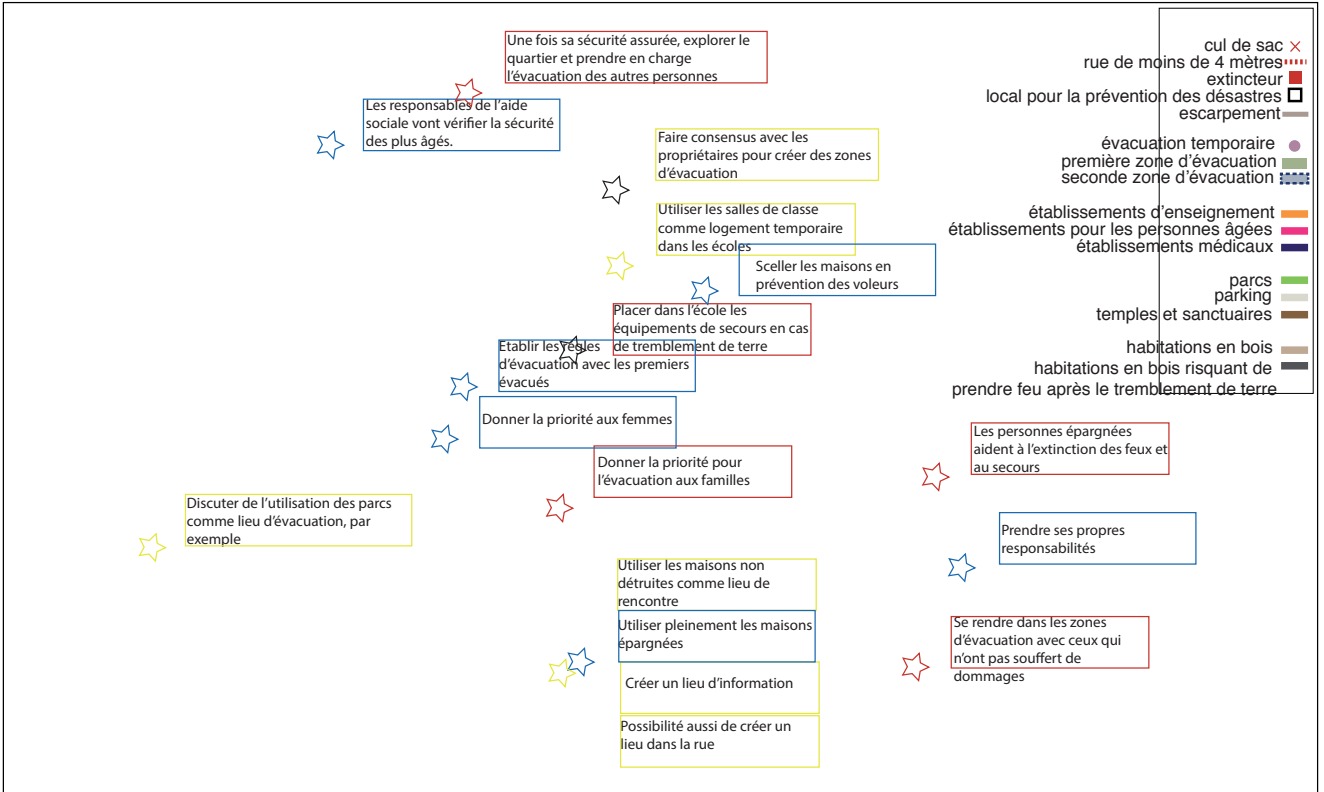 Une fois sa sécurité assurée, explorer le
quartier et prendre en charge
l'évacuation des autres personnes
Les responsables de l'aide
sociale vont vérifier la sécurité
des plus âgés.
Faire consensus avec les
propriétaires pour créer des zones
d'évacuation
Utiliser les salles de classe
comme logement temporaire
dans les écoles
Sceller les maisons en
prévention des voleurs
Placer dans l'école les
équipements de secours en cas
de tremblement de terre
Etablir les règles
d'évacuation avec les premiers
évacués
Donner la priorité aux femmes
Donner la priorité pour
l'évacuation aux familles
Discuter de l'utilisation des parcs
comme lieu d'évacuation, par
exemple
Utiliser les maisons non
détruites comme lieu de
rencontre
Utiliser pleinement les maisons
épargnées
Créer un lieu d'information
Possibilité aussi de créer un
lieu dans la rue
Les personnes épargnées
aident à l'extinction des feux et
au secours
Prendre ses propres
responsabilités
Se rendre dans les zones
d'évacuation avec ceux qui
n'ont pas souffert de
dommages
cul de sac
rue de moins de 4 mètres
extincteur
local pour la prévention des désastres
escarpement
évacuation temporaire
première zone d'évacuation
seconde zone d'évacuation
établissements d'enseignement
établissements pour les personnes âgées
établissements médicaux
parcs
parking
temples et sanctuaires
habitations en bois
habitations en bois risquant de
prendre feu après le tremblement de terre